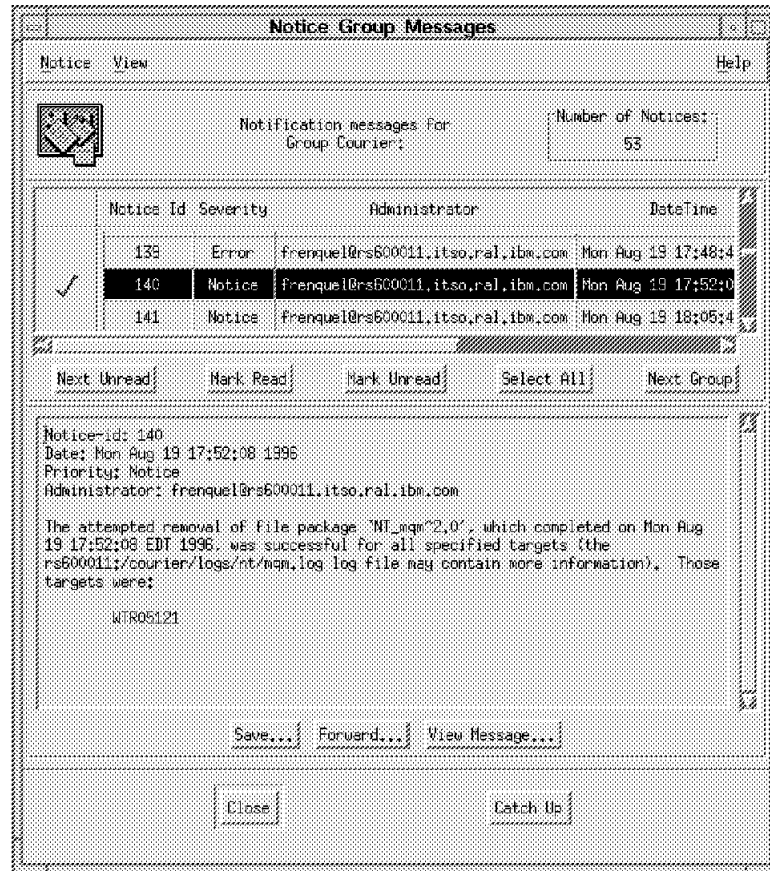 Notice Group Messages
Notice View Help
Notification messages for
Group Courier:
Number of Notices:
53
Notice Id Severity Administrator DateTime
139 Error frenquel@rs600011.itso.ral.ibm.com Mon Aug 19 17:48:4
140 Notice frenquel@rs600011.itso.ral.ibm.com Mon Aug 19 17:52:0
141 Notice frenquel@rs600011.itso.ral.ibm.com Mon Aug 19 18:05:4
Next Unread Mark Read Mark Unread Select All Next Group
Notice-id: 140
Date: Mon Aug 19 17:52:08 1996
Priority: Notice
Administrator: frenquel@rs600011.itso.ral.ibm.com
The attempted removal of file package `NT_mqm^2.0', which completed on Mon Aug
19 17:52:08 EDT 1996, was successful for all specified targets (the
rs600011:/courier/logs/nt/mqm.log log file may contain more information). Those
targets were:
WTR05121
Save... Forward... View Message...
Close Catch Up